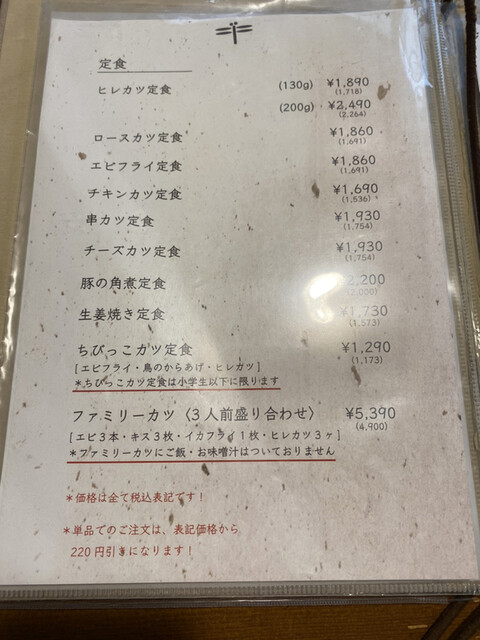 定食
ヒレカツ定食 (130g) ¥1,890
(1,718)
(200g) ¥2,490
(2,264)
ロースカツ定食 ¥1,860
(1,691)
エビフライ定食 ¥1,860
(1,691)
チキンカツ定食 ¥1,690
(1,536)
串カツ定食 ¥1,930
(1,754)
チーズカツ定食 ¥1,930
(1,754)
豚の角煮定食 ¥2,200
(2,000)
生姜焼き定食 ¥1,730
(1,573)
ちびっこカツ定食 ¥1,290
(1,173)
[エビフライ・鳥のからあげ・ヒレカツ]
*ちびっこカツ定食は小学生以下に限ります
ファミリーカツ〈3人前盛り合わせ〉 ¥5,390
(4,900)
[エビ3本・キス3枚・イカフライ1枚・ヒレカツ3ヶ]
*ファミリーカツにご飯・お味噌汁はついておりません
*価格は全て税込表記です!
*単品でのご注文は、表記価格から
220円引きになります!